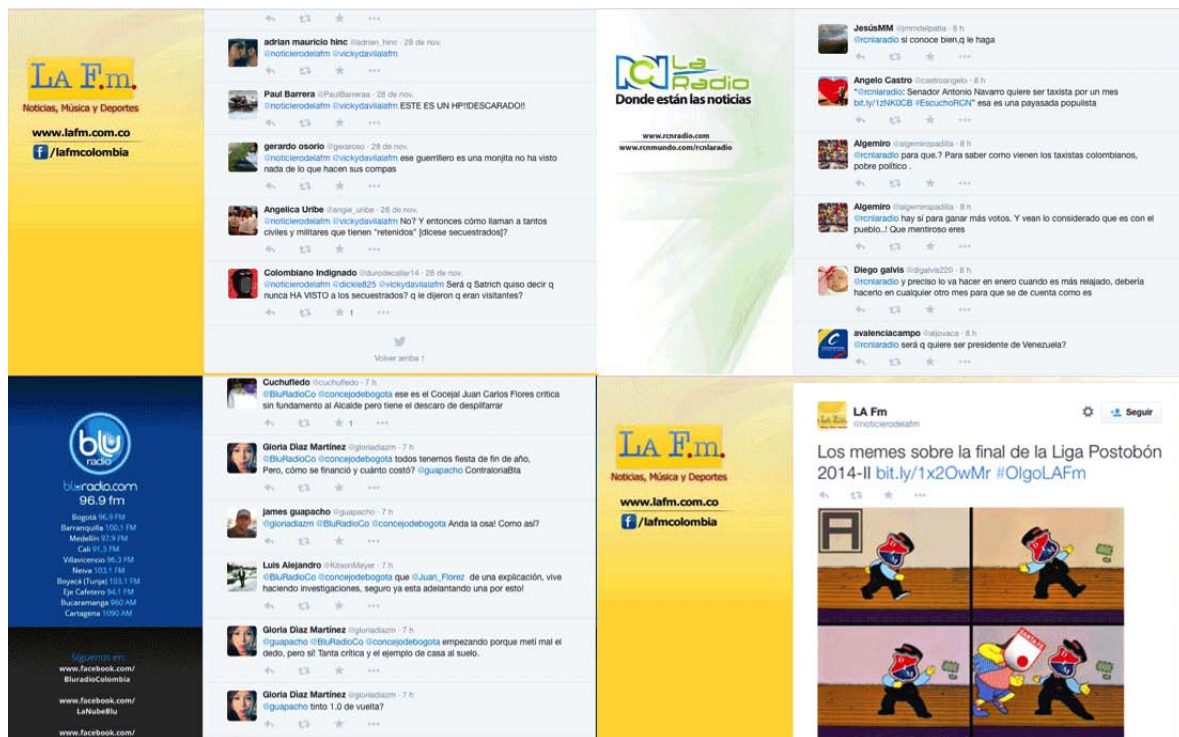 LA F.m.
Noticias, Música y Deportes
www.lafm.com.co
f /lafmcolombia
adrian mauricio hinc @adrian_hinc · 28 de nov.
@noticierodelafm @vickydavilalafm
Paul Barrera @PaulBarreraa · 28 de nov.
@noticierodelafm @vickydavilalafm ESTE ES UN HP!!DESCARADO!!
gerardo osorio @geraroso · 28 de nov.
@noticierodelafm @vickydavilalafm ese guerrillero es una monjita no ha visto
nada de lo que hacen sus compas
Angelica Uribe @angie_uribe · 28 de nov.
@noticierodelafm @vickydavilalafm No? Y entonces cómo llaman a tantos
civiles y militares que tienen "retenidos" [dícese secuestrados]?
Colombiano Indignado @durodecallar14 · 28 de nov.
@noticierodelafm @dickie825 @vickydavilalafm Será q Satrich quiso decir q
nunca HA VISTO a los secuestrados? q le dijeron q eran visitantes?
1
Volver arriba ↑
RCN La
Radio
Donde están las noticias
www.rcnradio.com
www.rcnmundo.com/rcnlaradio
JesúsMM @jmmdelpatia · 8 h
@rcnlaradio si conoce bien,q le haga
Angelo Castro @castroangelo · 8 h
"@rcnlaradio: Senador Antonio Navarro quiere ser taxista por un mes
bit.ly/1zNK0CB #EscuchoRCN" esa es una payasada populista
Algemiro @algemiropadilla · 8 h
@rcnlaradio para que.? Para saber como vienen los taxistas colombianos,
pobre político .
Algemiro @algemiropadilla · 8 h
@rcnlaradio hay sí para ganar más votos. Y vean lo considerado que es con el
pueblo..! Que mentiroso eres
Diego galvis @digalvis220 · 8 h
@rcnlaradio y preciso lo va hacer en enero cuando es más relajado, debería
hacerlo en cualquier otro mes para que se de cuenta como es
avalenciacampo @aljovaca · 8 h
@rcnlaradio será q quiere ser presidente de Venezuela?
blu
radio
bluradio.com
96.9 fm
Bogotá 96.9 FM
Barranquilla 100.1 FM
Medellín 97.9 FM
Cali 91.5 FM
Villavicencio 96.3 FM
Neiva 103.1 FM
Boyacá (Tunja) 103.1 FM
Eje Cafetero 94.1 FM
Bucaramanga 960 AM
Cartagena 1090 AM
Síguenos en:
www.facebook.com/
BluradioColombia
www.facebook.com/
LaNubeBlu
www.facebook.com/
Cuchufledo @cuchufledo · 7 h
@BluRadioCo @concejodebogota ese es el Cocejal Juan Carlos Flores critica
sin fundamento al Alcalde pero tiene el descaro de despilfarrar
1
Gloria Diaz Martínez @gloriadiazm · 7 h
@BluRadioCo @concejodebogota todos tenemos fiesta de fin de año,
Pero, cómo se financió y cuánto costó? @guapacho ContraloriaBta
james guapacho @guapacho · 7 h
@gloriadiazm @BluRadioCo @concejodebogota Anda la osa! Como asi?
Luis Alejandro @KitsonMeyer · 7 h
@BluRadioCo @concejodebogota que @Juan_Florez de una explicación, vive
haciendo investigaciones, seguro ya esta adelantando una por esto!
Gloria Diaz Martínez @gloriadiazm · 7 h
@guapacho @BluRadioCo @concejodebogota empezando porque metí mal el
dedo, pero si! Tanta crítica y el ejemplo de casa al suelo.
Gloria Diaz Martínez @gloriadiazm · 7 h
@guapacho tinto 1.0 de vuelta?
LA F.m.
Noticias, Música y Deportes
www.lafm.com.co
f /lafmcolombia
LA Fm
@noticierodelafm
Seguir
Los memes sobre la final de la Liga Postobón
2014-II bit.ly/1x2OwMr #OlgoLAFm
A